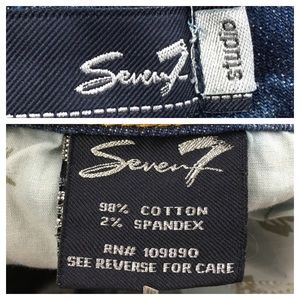 Seven7
studio
Seven7
98% COTTON
2% SPANDEX
RN# 109890
SEE REVERSE FOR CARE